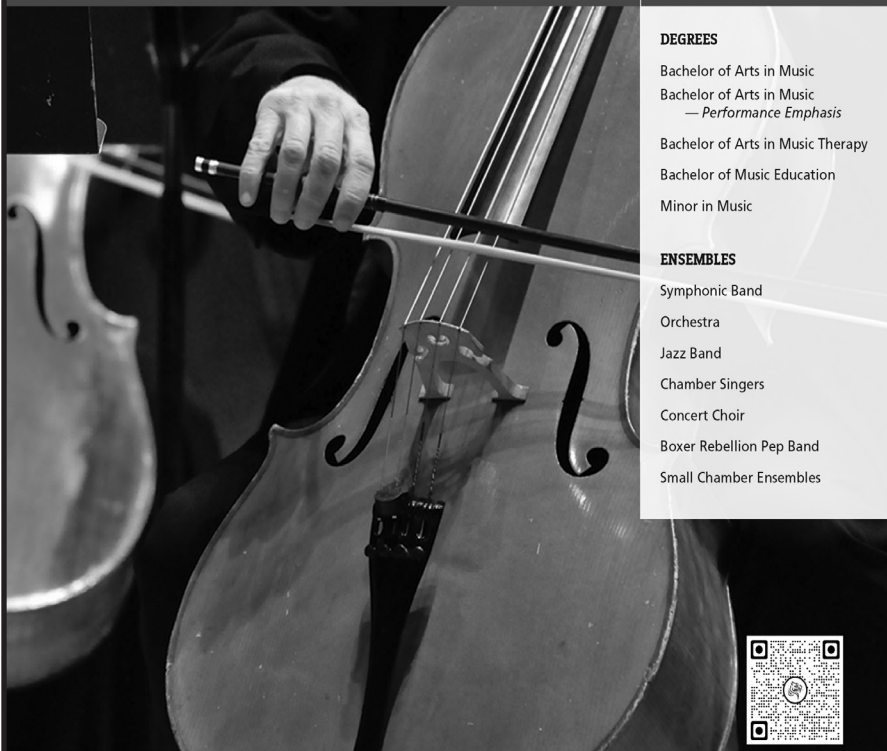 DEGREES
Bachelor of Arts in Music
Bachelor of Arts in Music
— Performance Emphasis
Bachelor of Arts in Music Therapy
Bachelor of Music Education
Minor in Music
ENSEMBLES
Symphonic Band
Orchestra
Jazz Band
Chamber Singers
Concert Choir
Boxer Rebellion Pep Band
Small Chamber Ensembles